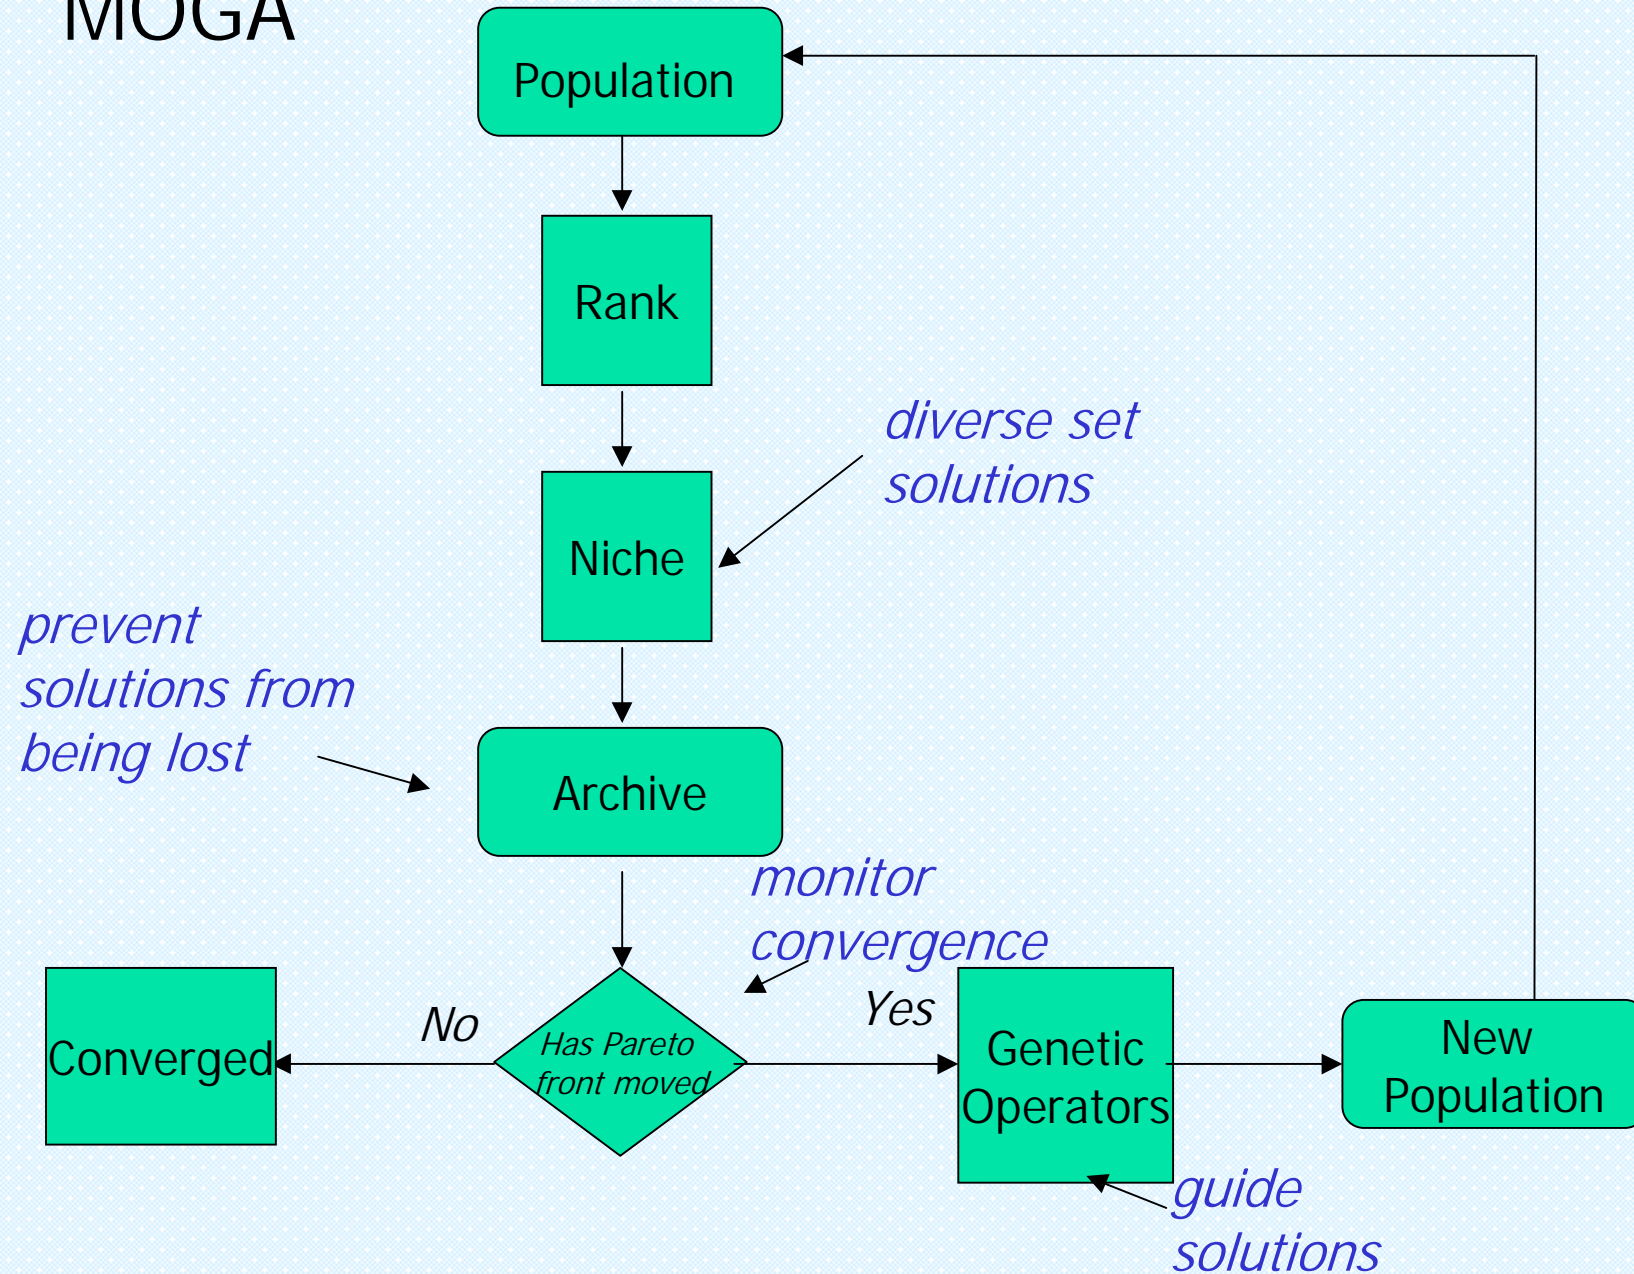 MOGA
Population
Rank
diverse set
solutions
Niche
prevent
solutions from
being lost
Archive
monitor
convergence
No
Yes
Converged
Has Pareto
front moved
Genetic
Operators
New
Population
guide
solutions